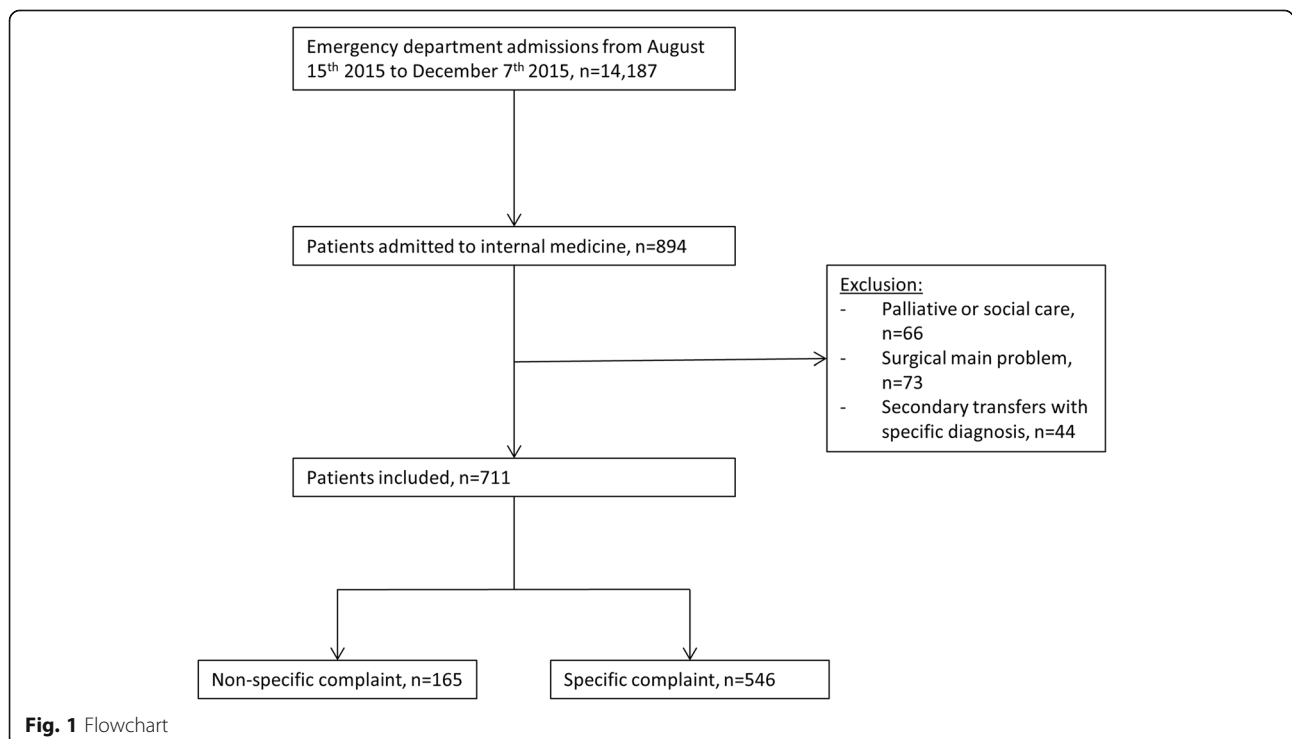 Emergency department admissions from August
15th 2015 to December 7th 2015, n=14,187
Patients admitted to internal medicine, n=894
Exclusion:
- Palliative or social care,
n=66
- Surgical main problem,
n=73
- Secondary transfers with
specific diagnosis, n=44
Patients included, n=711
Non-specific complaint, n=165
Specific complaint, n=546
Fig. 1 Flowchart